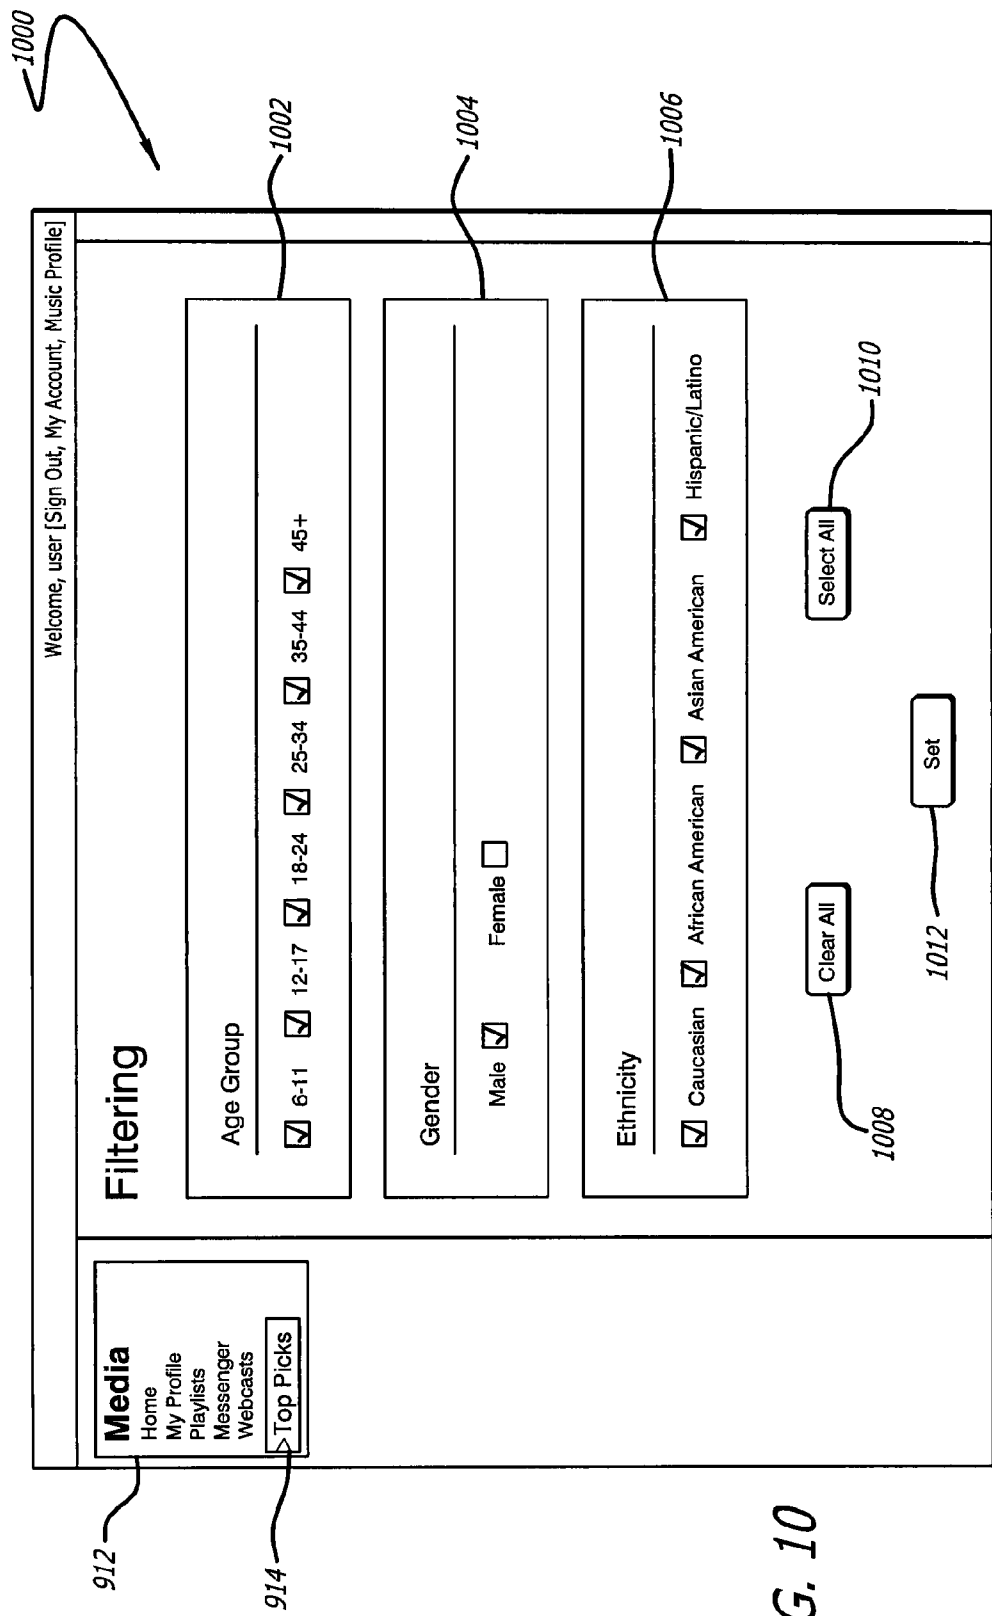 1000
Welcome, user [Sign Out, My Account, Music Profile]
912
Media
Home
My Profile
Playlists
Messenger
Webcasts
914
>Top Picks
Filtering
Age Group
6-11 12-17 18-24 25-34 35-44 45+
1002
Gender
Male Female
1004
Ethnicity
Caucasian African American Asian American Hispanic/Latino
1006
Clear All
1008
Select All
1010
Set
1012
G. 10